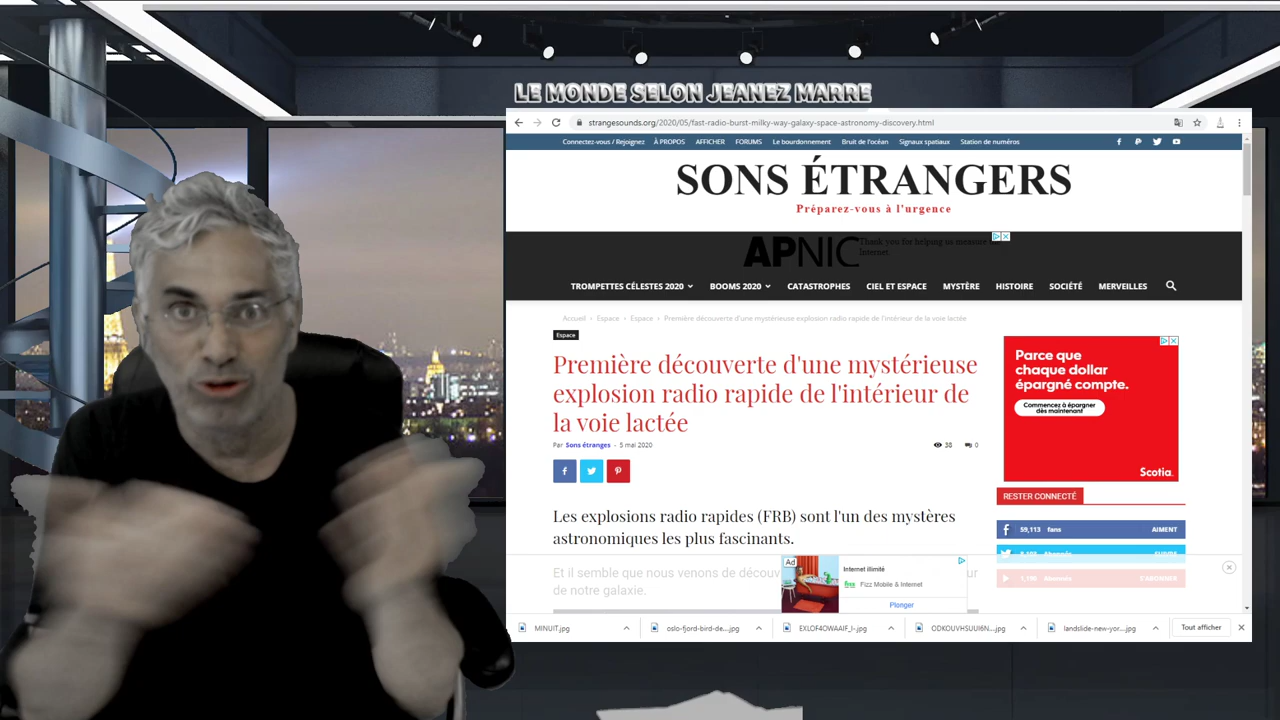 LE MONDE SELON JEANEZ MARRE
strangesounds.org/2020/05/fast-radio-burst-milky-way-galaxy-space-astronomy-discovery.html
Connectez-vous / Rejoignez À PROPOS AFFICHER FORUMS Le bourdonnement Bruit de l'océan Signaux spatiaux Station de numéros
SONS ÉTRANGERS
Préparez-vous à l'urgence
APNIC Thank you for helping us measure the
Internet.
TROMPETTES CÉLESTES 2020 BOOMS 2020 CATASTROPHES CIEL ET ESPACE MYSTÈRE HISTOIRE SOCIÉTÉ MERVEILLES
Accueil › Espace › Espace › Première découverte d'une mystérieuse explosion radio rapide de l'intérieur de la voie lactée
Espace
Première découverte d'une mystérieuse
explosion radio rapide de l'intérieur de
la voie lactée
Par Sons étranges - 5 mai 2020 38 0
Les explosions radio rapides (FRB) sont l'un des mystères
astronomiques les plus fascinants.
Et il semble que nous venons de découv
de notre galaxie.
Parce que
chaque dollar
épargné compte.
Commencez à épargner
dès maintenant
Scotia.
RESTER CONNECTÉ
59,113 fans AIMENT
Abonnés SUIVRE
Abonnés S'ABONNER
Ad
Internet illimité
fizz Fizz Mobile & Internet
Plonger
MINUIT.jpg oslo-fjord-bird-de....jpg EXLOF4OWAAIF_I-.jpg ODKOUVHSUUI6N....jpg landslide-new-yor....jpg Tout afficher